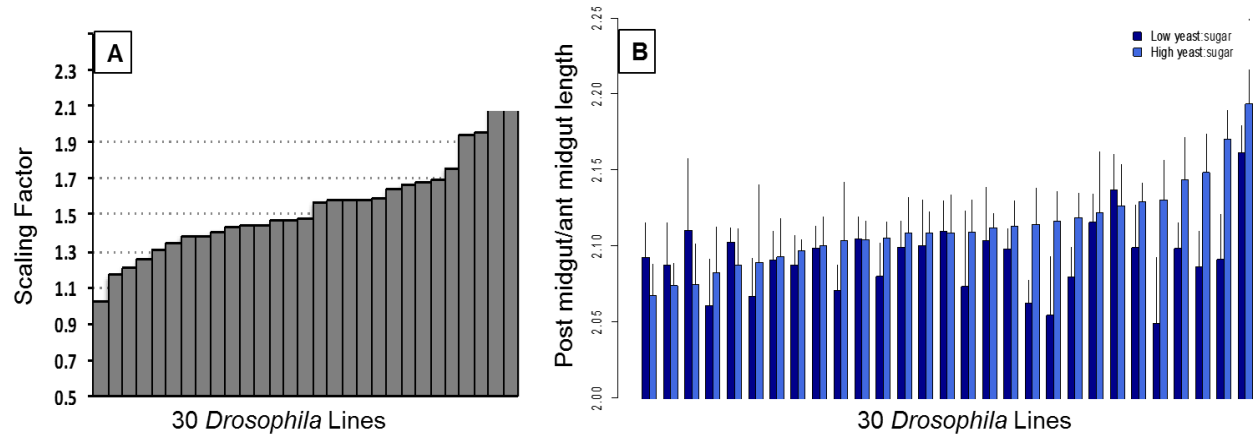 A
Scaling Factor
2.3
2.1
1.9
1.7
1.5
1.3
1.1
0.9
0.7
0.5
30 Drosophila Lines
B
Post midgut/ant midgut length
2.25
2.20
2.15
2.10
2.05
2.00
Low yeast:sugar
High yeast:sugar
30 Drosophila Lines